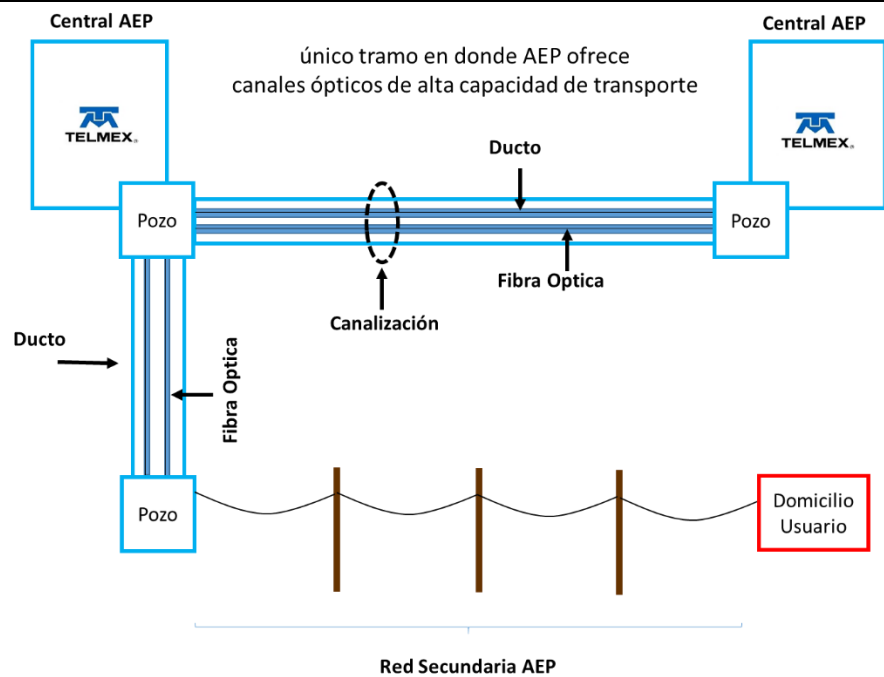 Central AEP
Central AEP
único tramo en donde AEP ofrece
canales ópticos de alta capacidad de transporte
TELMEX®
TELMEX®
Ducto
Pozo
Pozo
Fibra Optica
Canalización
Ducto
Fibra Optica
Pozo
Domicilio
Usuario
Red Secundaria AEP